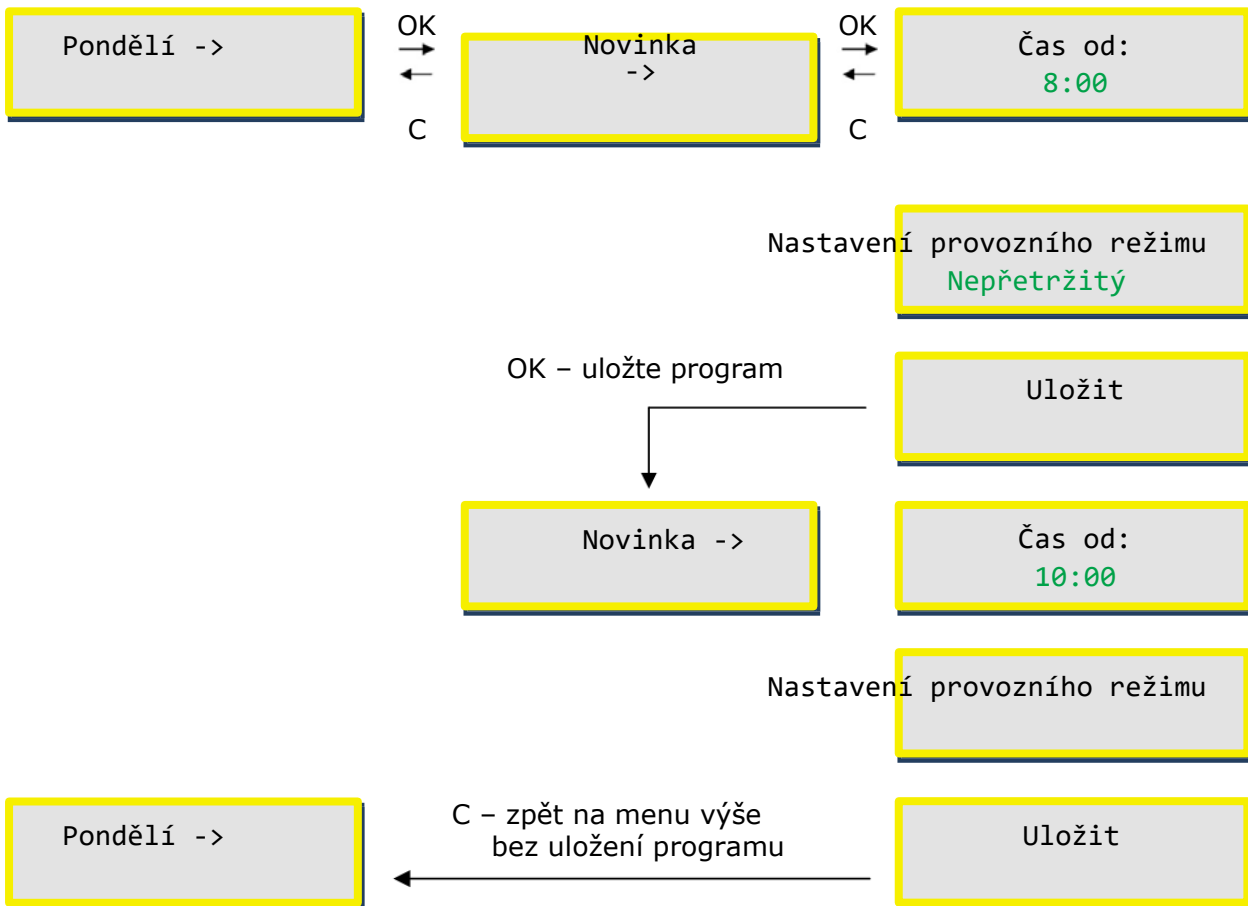 Pondělí ->
OK
C
Novinka
->
OK
C
Čas od:
8:00
Nastavení provozního režimu
Nepřetržitý
OK – uložte program
Uložit
Novinka ->
Čas od:
10:00
Nastavení provozního režimu
Pondělí ->
C – zpět na menu výše
bez uložení programu
Uložit